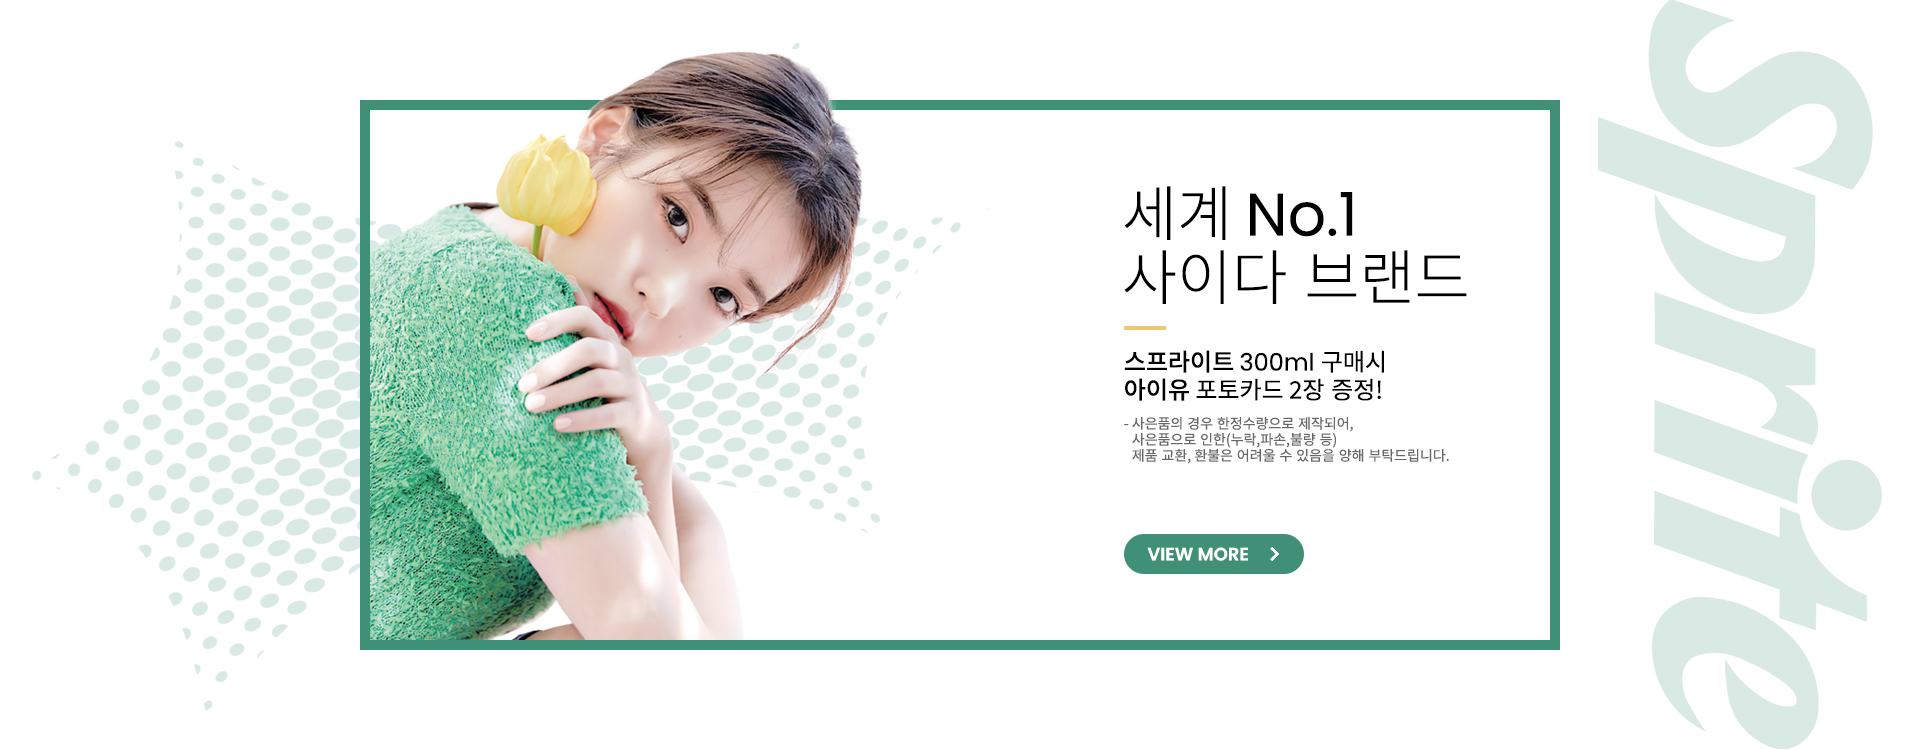 세계 No.1
사이다 브랜드
스프라이트 300ml 구매시
아이유 포토카드 2장 증정!
- 사은품의 경우 한정수량으로 제작되어,
사은품으로 인한(누락,파손,불량 등)
제품 교환, 환불은 어려울 수 있음을 양해 부탁드립니다.
VIEW MORE
Sprite